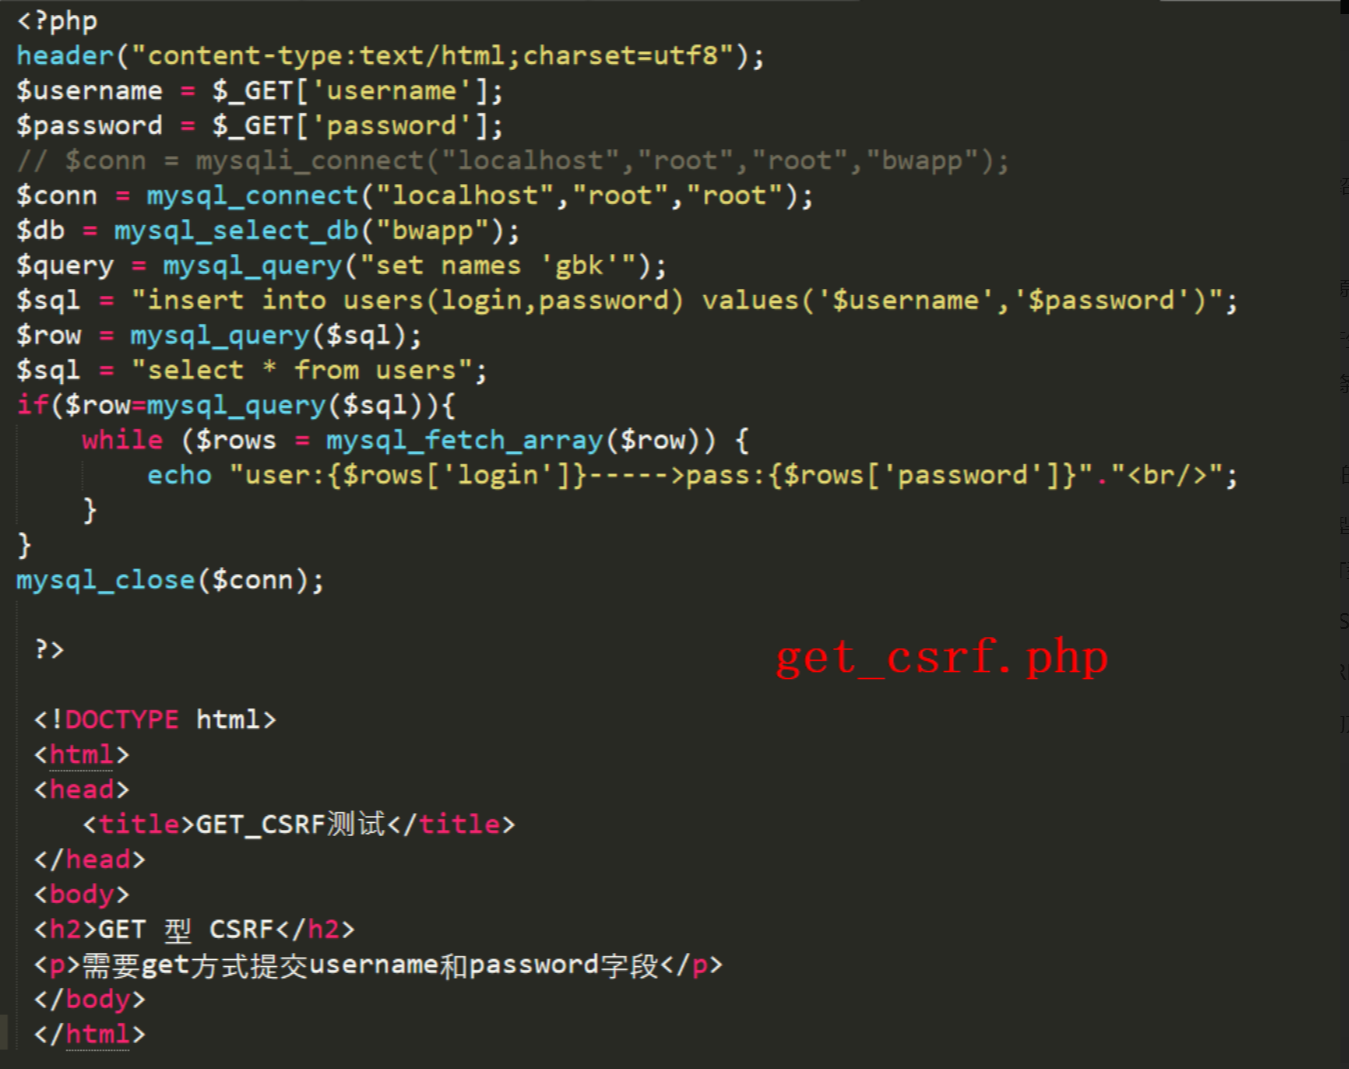 <?php
header("content-type:text/html;charset=utf8");
$username = $_GET['username'];
$password = $_GET['password'];
// $conn = mysqli_connect("localhost","root","root","bwapp");
$conn = mysql_connect("localhost","root","root");
$db = mysql_select_db("bwapp");
$query = mysql_query("set names 'gbk'");
$sql = "insert into users(login,password) values('$username','$password')";
$row = mysql_query($sql);
$sql = "select * from users";
if($row=mysql_query($sql)){
    while ($rows = mysql_fetch_array($row)) {
        echo "user:{$rows['login']}----->pass:{$rows['password']}"."<br/>";
    }
}
mysql_close($conn);
?>
get_csrf.php
<!DOCTYPE html>
<html>
<head>
   <title>GET_CSRF测试</title>
</head>
<body>
<h2>GET 型 CSRF</h2>
<p>需要get方式提交username和password字段</p>
</body>
</html>